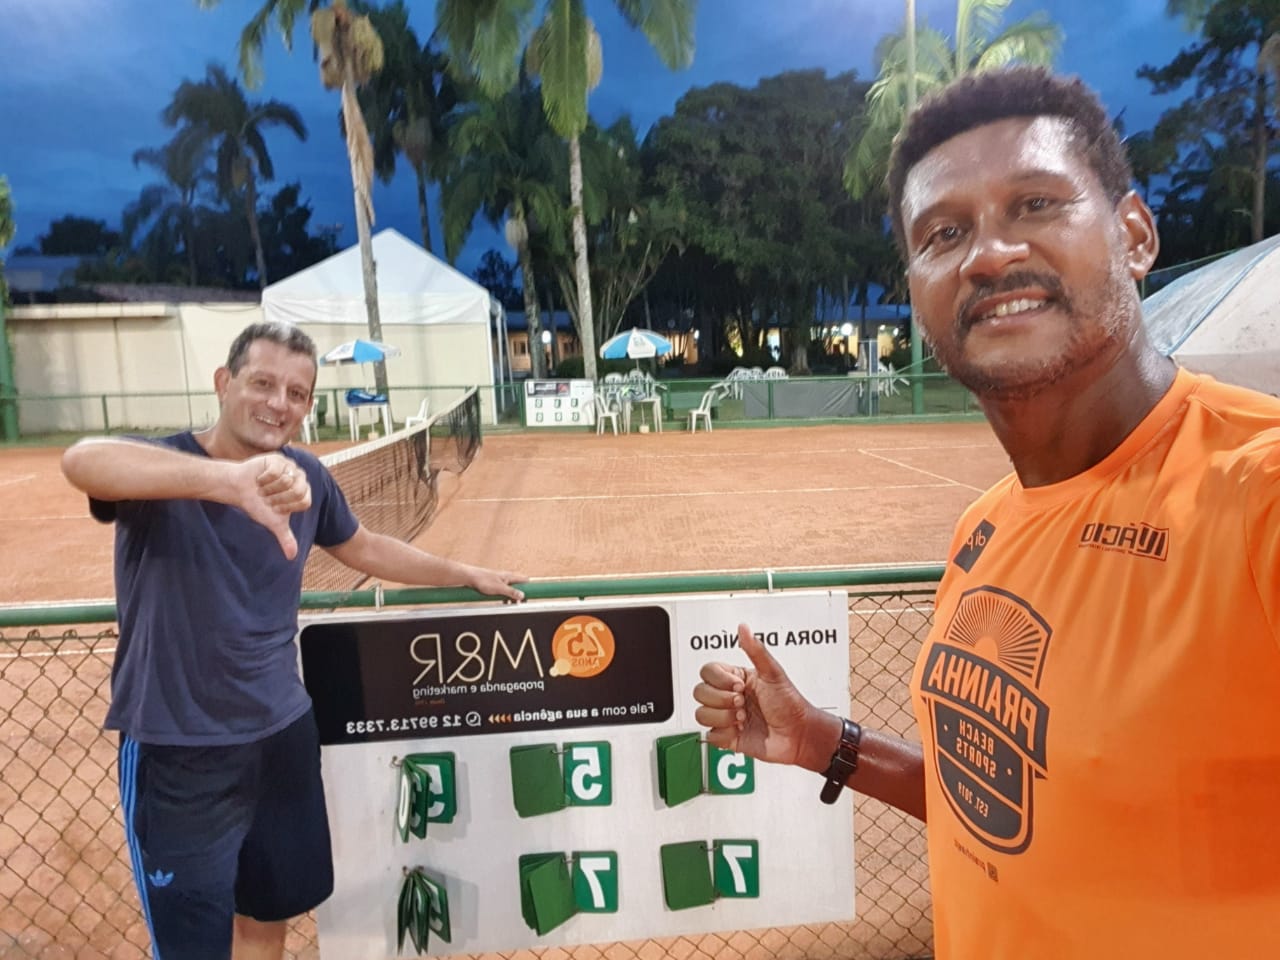 HORA DE INÍCIO
25
ANOS
M&R
propaganda e marketing
Fale com a sua agência
12 99713.7333
5 5 5
7 7
PRAINHA
BEACH
SPORTS
EST. 2019